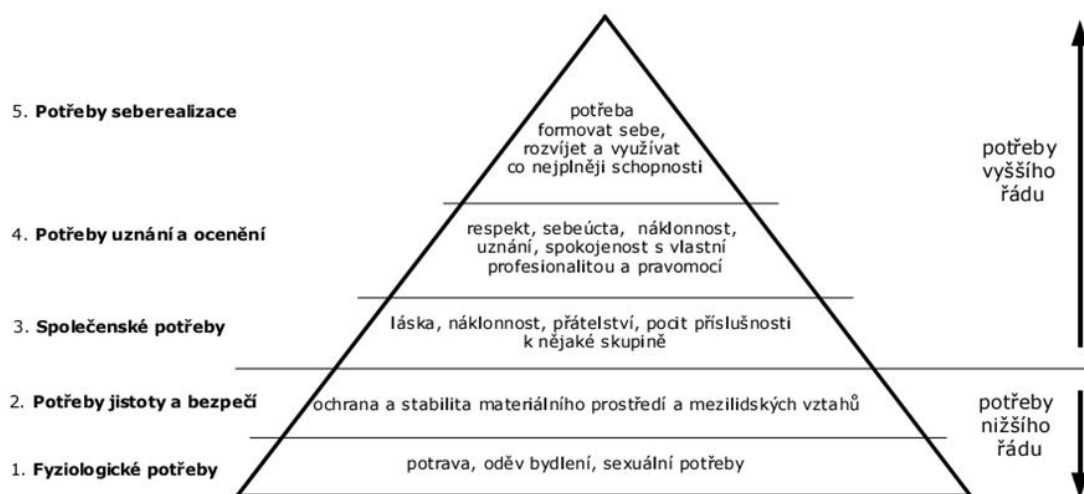 5. Potřeby seberealizace
potřeba
formovat sebe,
rozvíjet a využívat
co nejplněji schopnosti
potřeby
vyššího
řádu
4. Potřeby uznání a ocenění
respekt, sebeúcta, náklonnost,
uznání, spokojenost s vlastní
profesionalitou a pravomocí
3. Společenské potřeby
láska, náklonnost, přátelství, pocit příslušnosti
k nějaké skupině
2. Potřeby jistoty a bezpečí
ochrana a stabilita materiálního prostředí a mezilidských vztahů
potřeby
nižšího
řádu
1. Fyziologické potřeby
potrava, oděv bydlení, sexuální potřeby